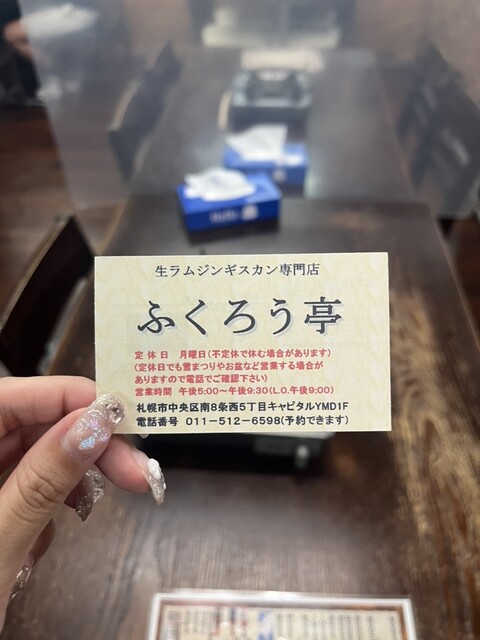 生ラムジンギスカン専門店
ふくろう亭
定休日 月曜日(不定休で休む場合があります)
(定休日でも雪まつりやお盆など営業する場合が
ありますので電話でご確認下さい)
営業時間 午後5:00～午後9:30(L.O.午後9:00)
札幌市中央区南8条西5丁目キャピタルYMD1F
電話番号 011－512－6598(予約できます)